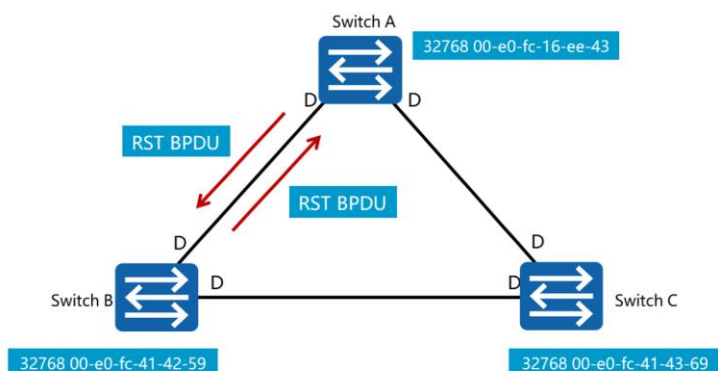 Switch A
32768 00-e0-fc-16-ee-43
D
D
RST BPDU
RST BPDU
D
D
D
D
Switch B
Switch C
32768 00-e0-fc-41-42-59
32768 00-e0-fc-41-43-69